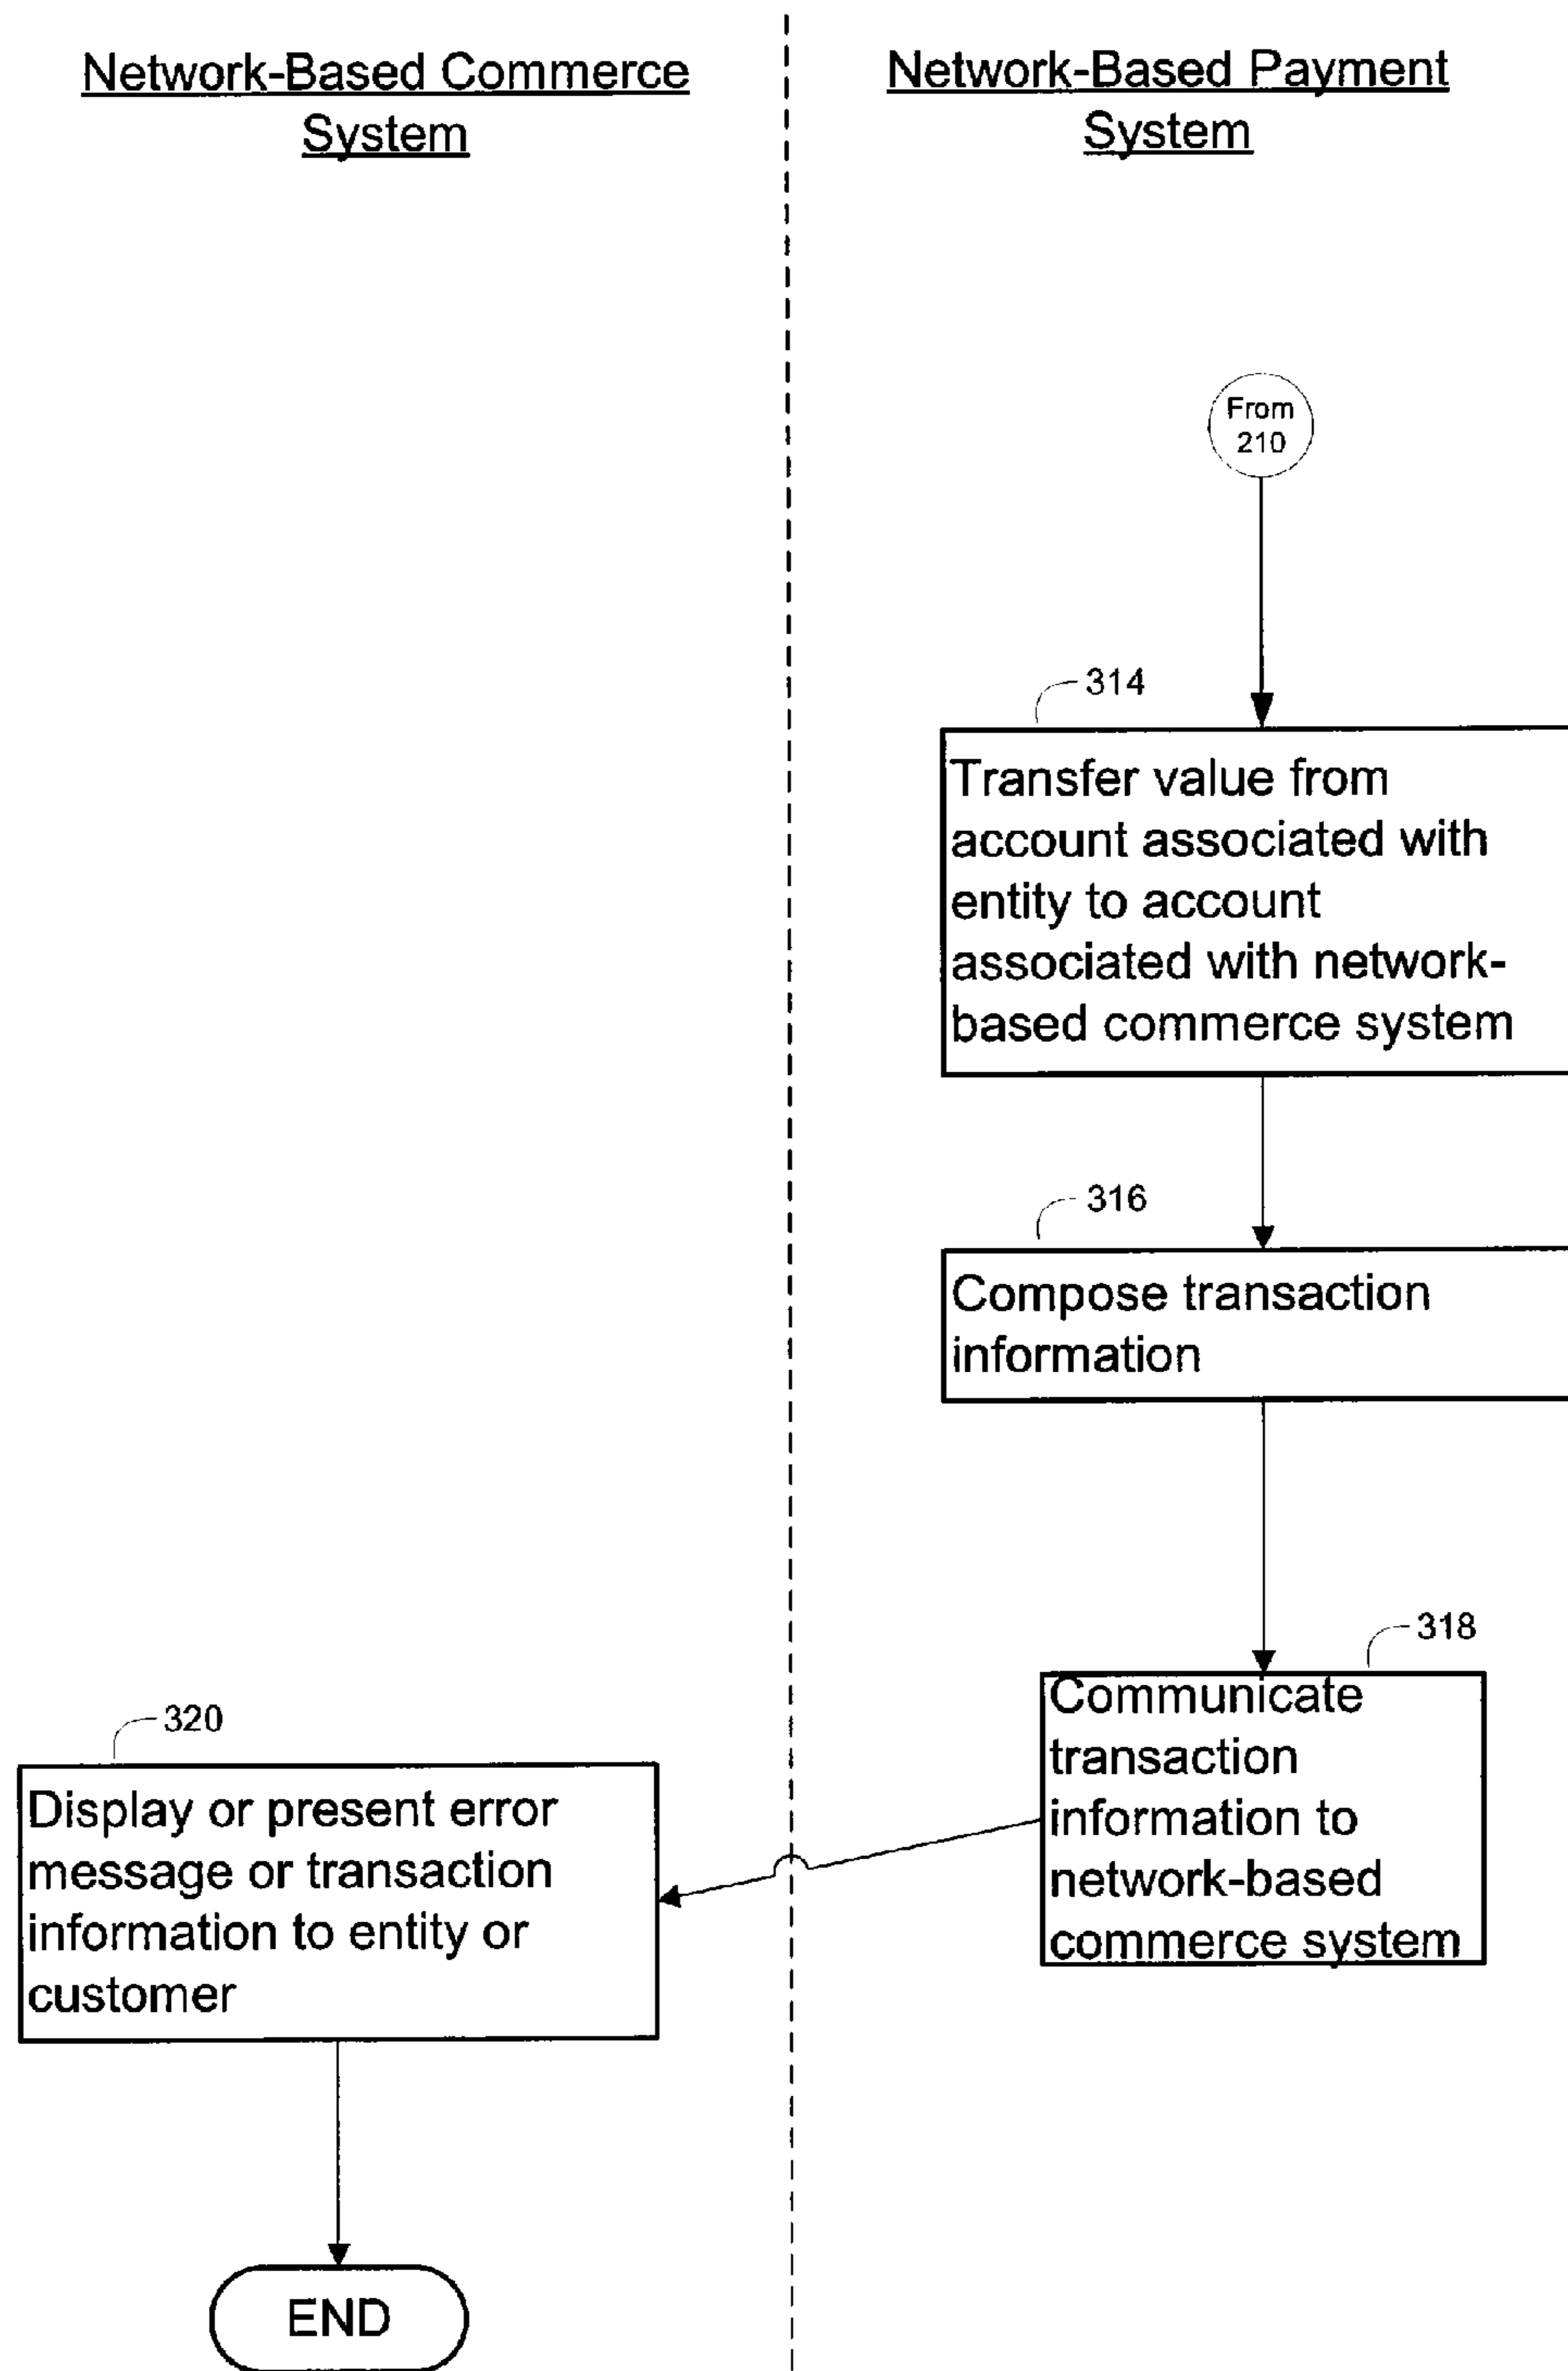 Network-Based Commerce
System
Network-Based Payment
System
From
210
314
Transfer value from
account associated with
entity to account
associated with network-
based commerce system
316
Compose transaction
information
318
Communicate
transaction
information to
network-based
commerce system
320
Display or present error
message or transaction
information to entity or
customer
END